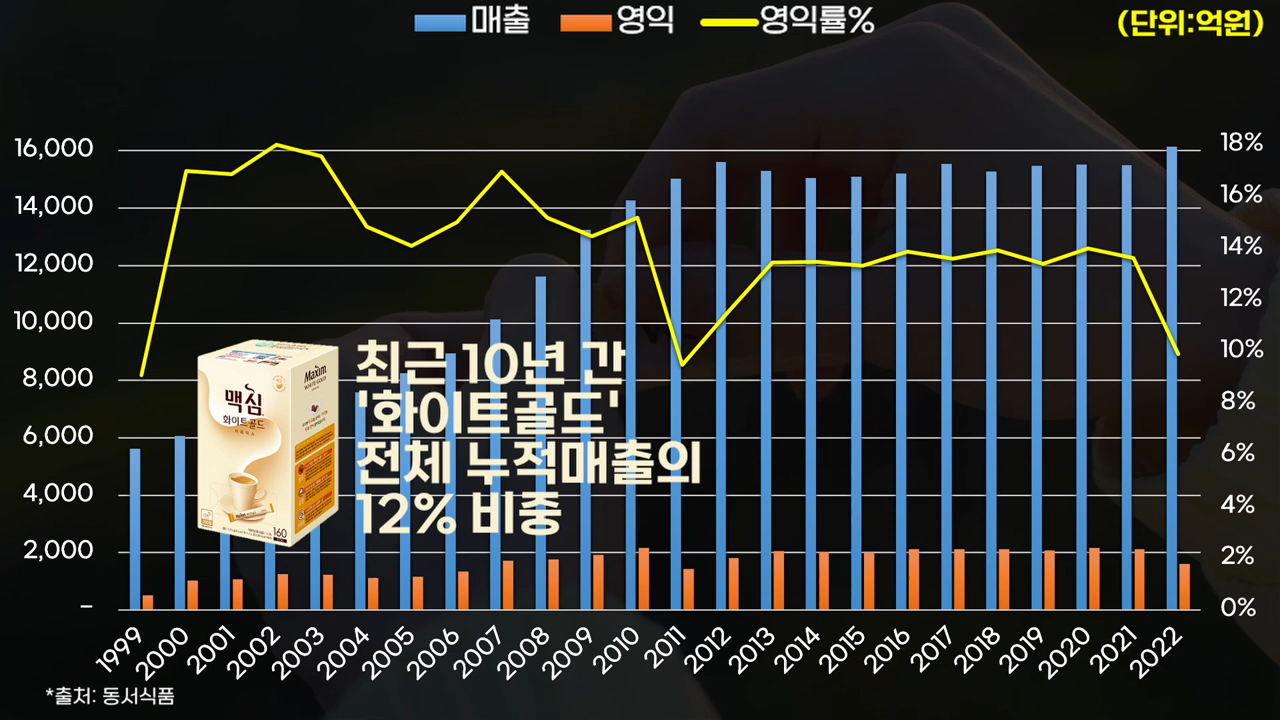 매출 영익 영익률%
(단위:억원)
16,000
14,000
12,000
10,000
8,000
6,000
4,000
2,000
–
18%
16%
14%
12%
10%
8%
6%
4%
2%
0%
Maxim
WHITE GOLD
맥심
화이트골드
160
최근 10년 간
'화이트골드'
전체 누적매출의
12% 비중
1999 2000 2001 2002 2003 2004 2005 2006 2007 2008 2009 2010 2011 2012 2013 2014 2015 2016 2017 2018 2019 2020 2021 2022
*출처: 동서식품